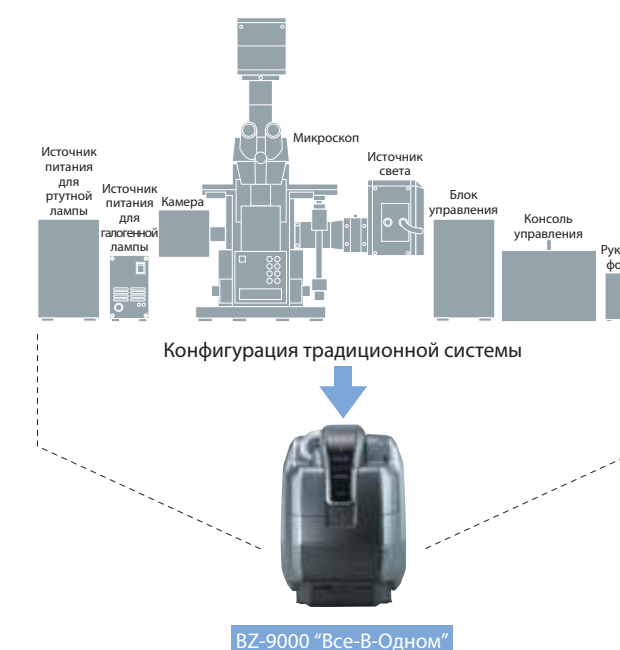 Микроскоп
Источник
питания
для
ртутной
лампы
Источник
питания
для
галогенной
лампы
Камера
Источник
света
Блок
управления
Консоль
управления
Конфигурация традиционной системы
BZ-9000 “Все-В-Одном”